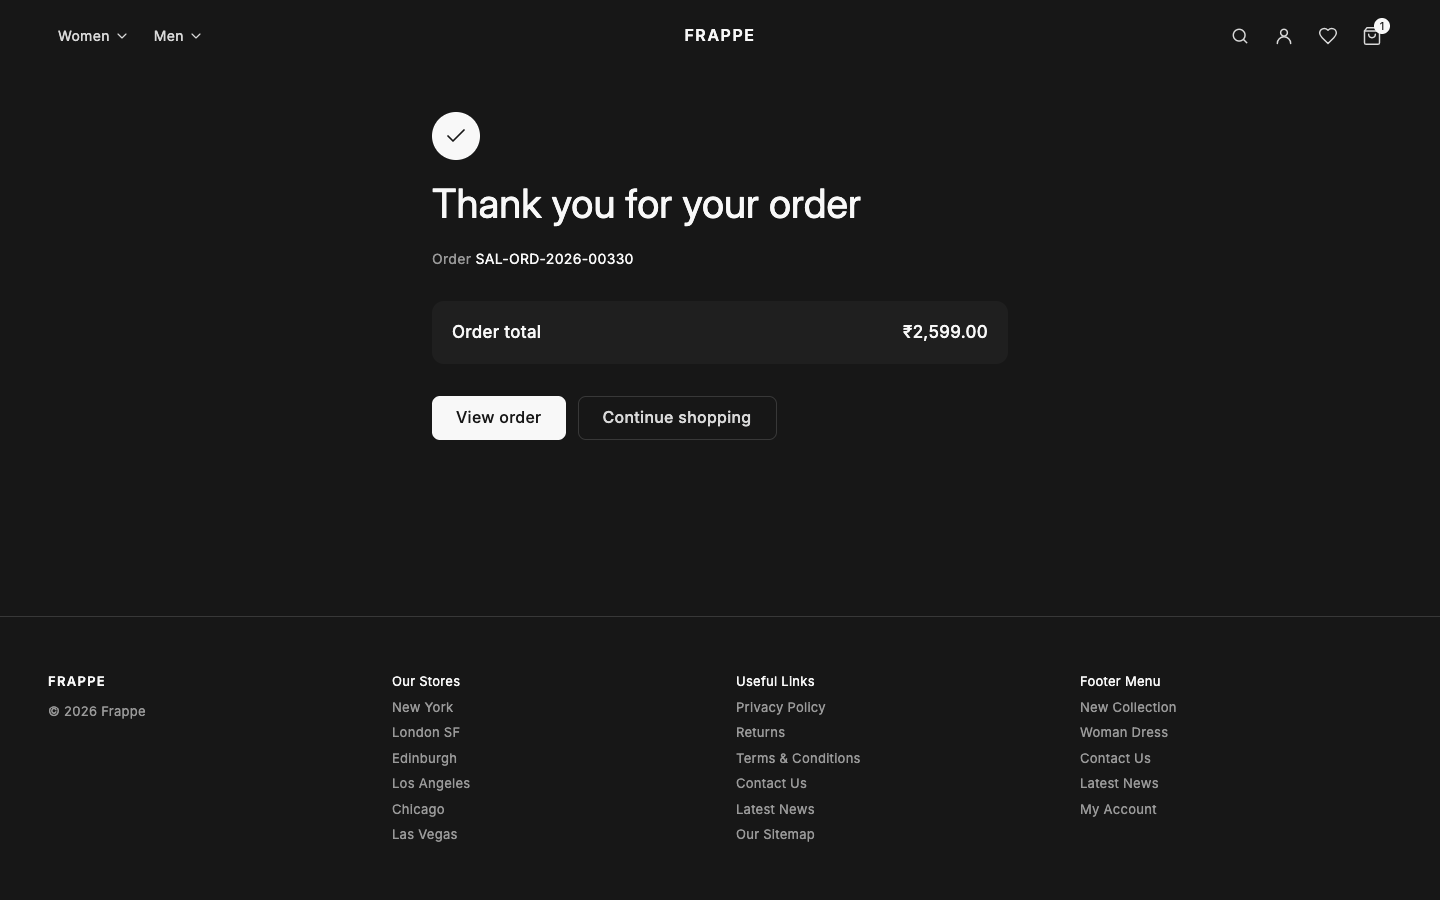 Women
Men
FRAPPE
1
Thank you for your order
Order SAL-ORD-2026-00330
Order total ₹2,599.00
View order
Continue shopping
FRAPPE
© 2026 Frappe
Our Stores
New York
London SF
Edinburgh
Los Angeles
Chicago
Las Vegas
Useful Links
Privacy Policy
Returns
Terms & Conditions
Contact Us
Latest News
Our Sitemap
Footer Menu
New Collection
Woman Dress
Contact Us
Latest News
My Account